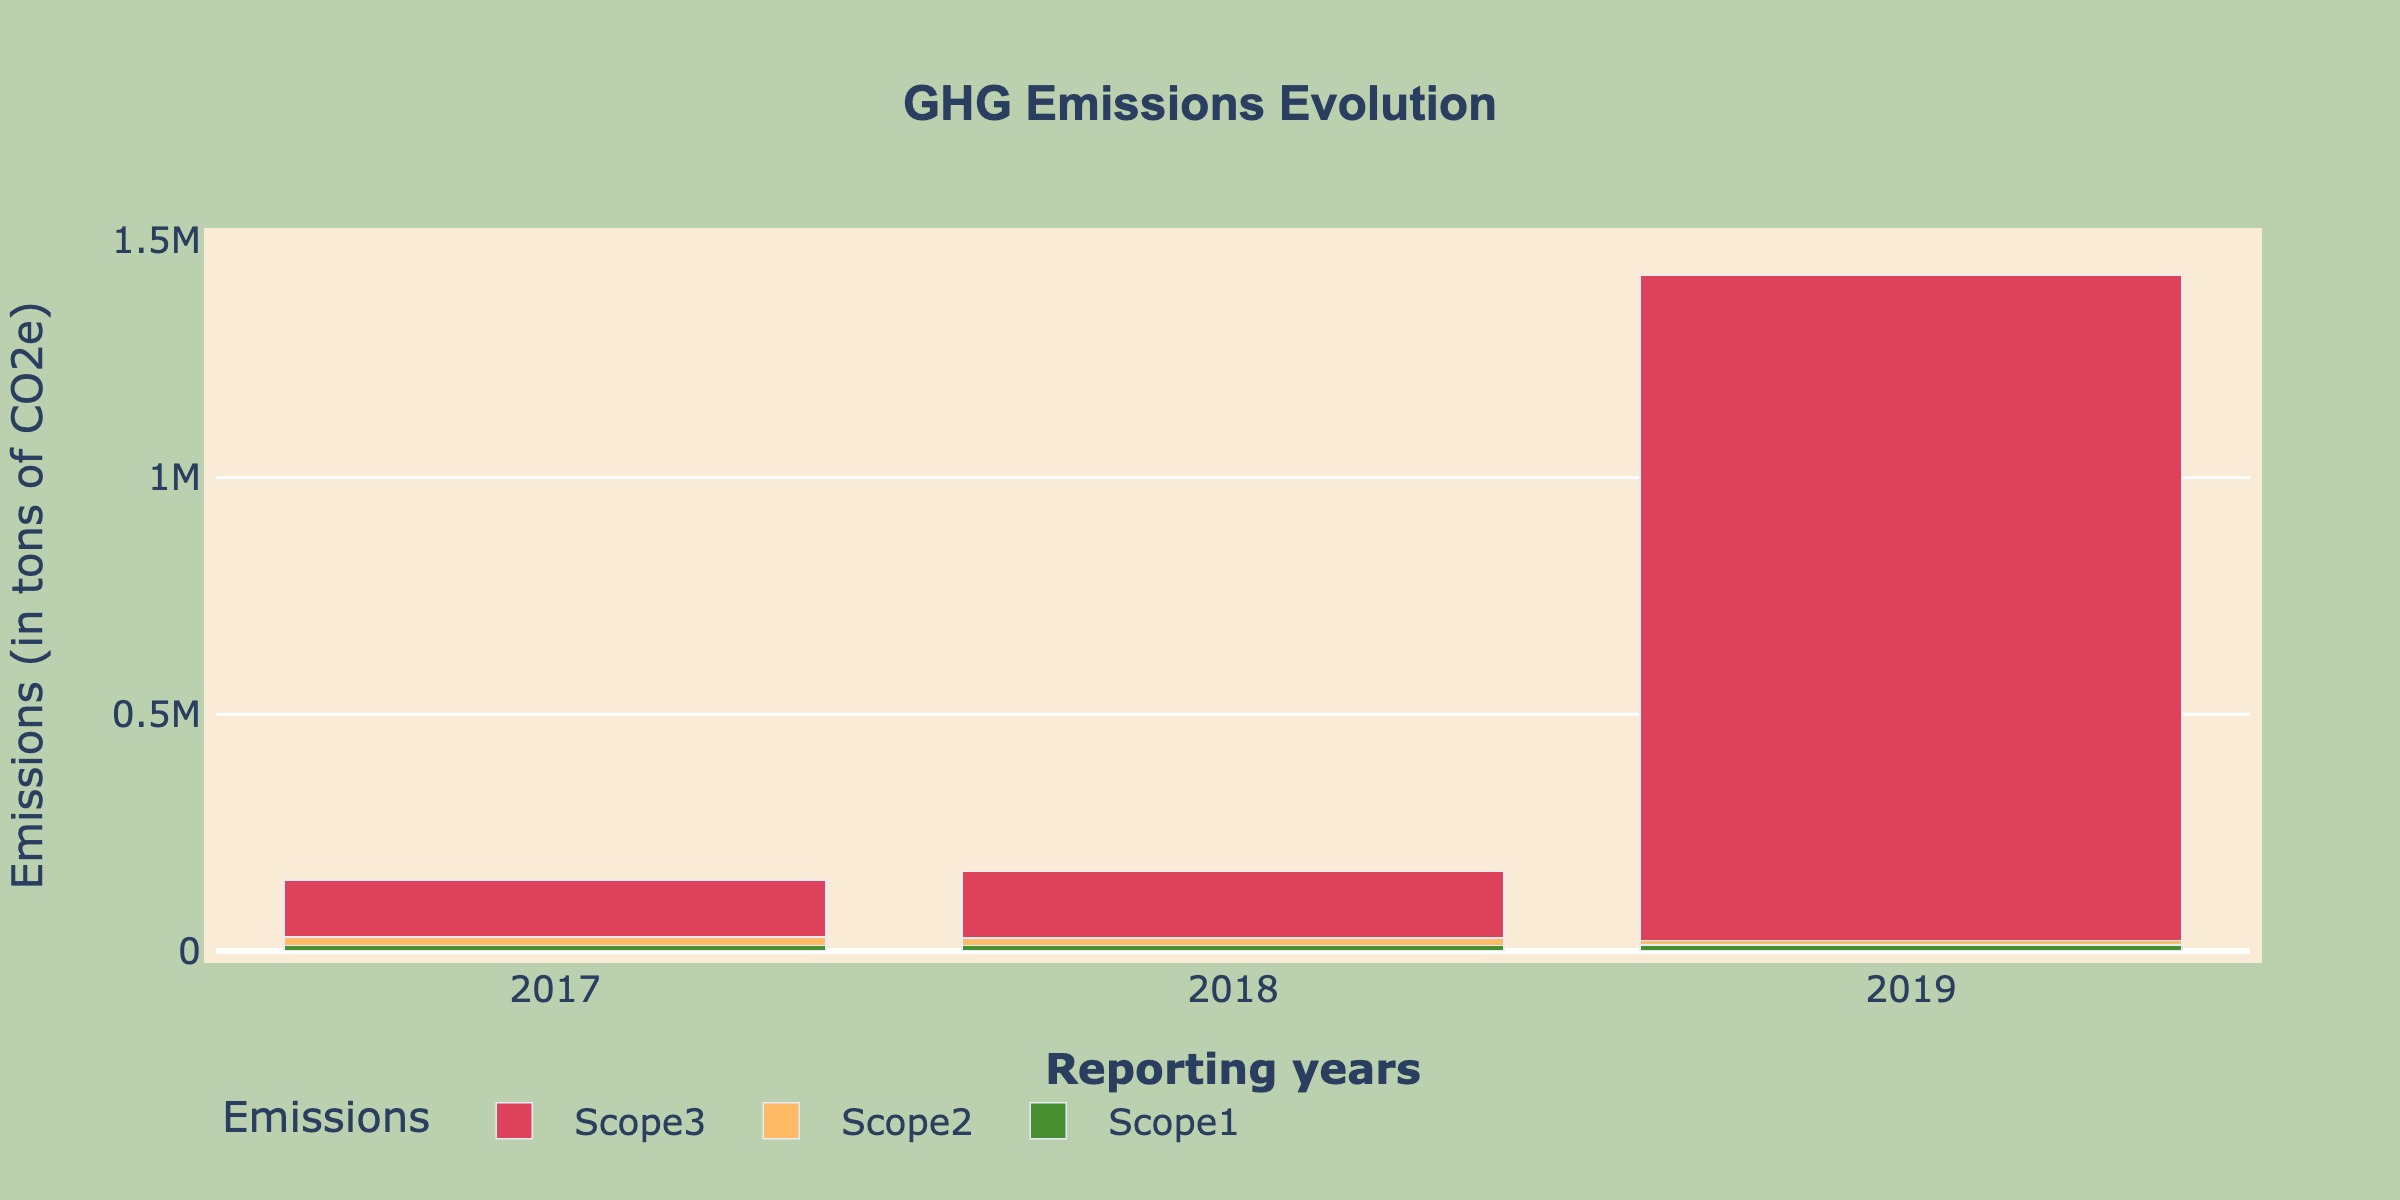 GHG Emissions Evolution
Emissions (in tons of CO2e)
1.5M
1M
0.5M
0
2017
2018
2019
Reporting years
Emissions
Scope3
Scope2
Scope1